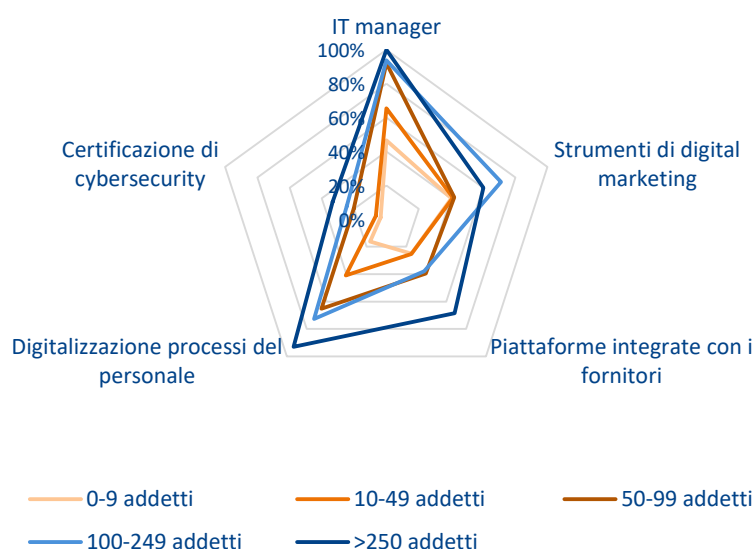 IT manager
100%
80%
60%
40%
20%
0%
Strumenti di digital
marketing
Piattaforme integrate con i
fornitori
Digitalizzazione processi del
personale
Certificazione di
cybersecurity
0-9 addetti
10-49 addetti
50-99 addetti
100-249 addetti
>250 addetti